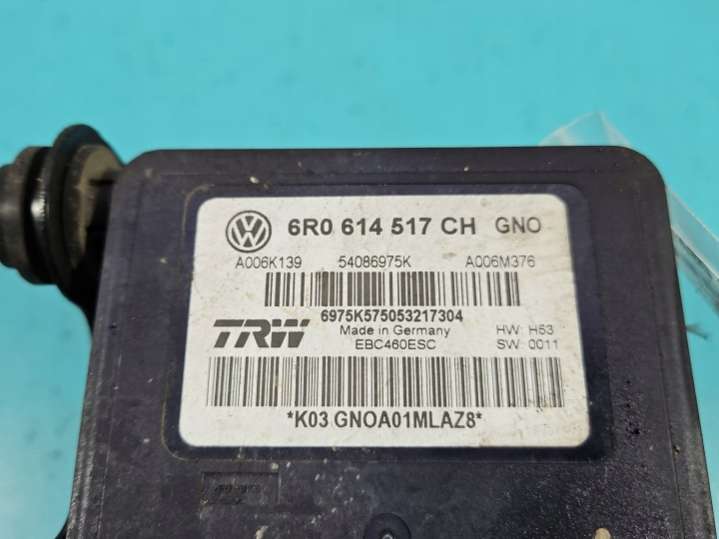 6R0 614 517 CH GNO
A006K139 54086975K A006M376
6975K575053217304
TRW Made in Germany HW: H53
EBC460ESC SW: 0011
*K03 GNOA01MLAZ8*